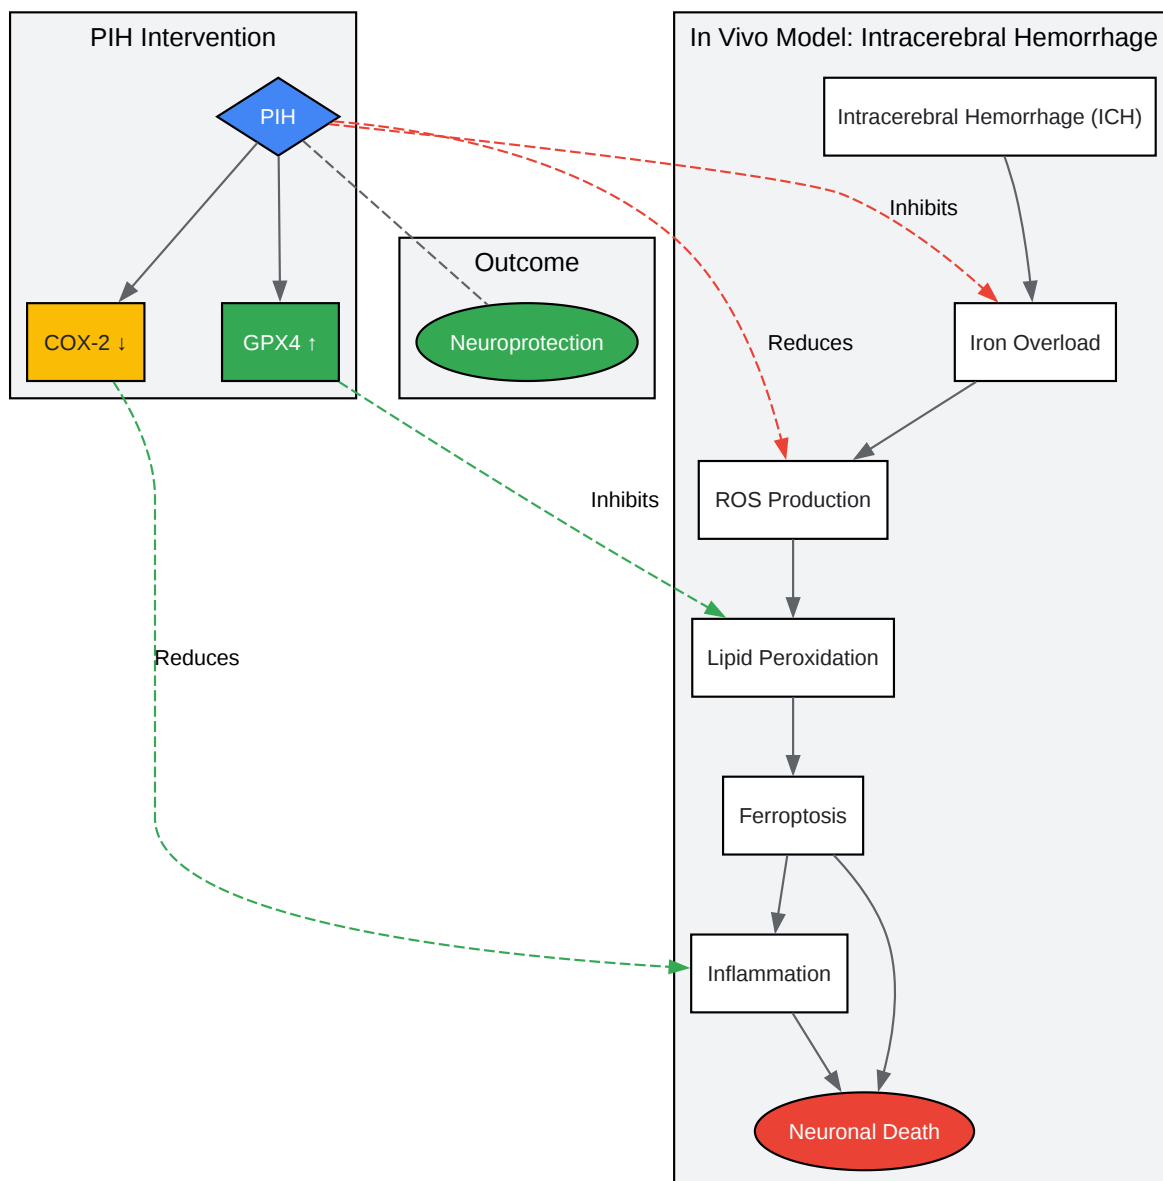 PIH Intervention
PIH
COX-2 ↓
GPX4 ↑
Outcome
Neuroprotection
In Vivo Model: Intracerebral Hemorrhage
Intracerebral Hemorrhage (ICH)
Inhibits
Iron Overload
Reduces
ROS Production
Inhibits
Lipid Peroxidation
Reduces
Ferroptosis
Inflammation
Neuronal Death